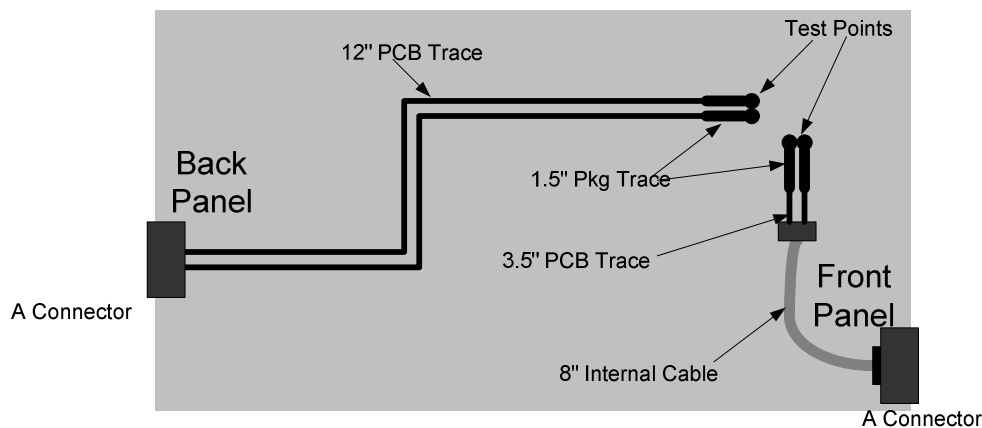 Test Points
12" PCB Trace
Back
Panel
1.5" Pkg Trace
3.5" PCB Trace
Front
Panel
A Connector
8" Internal Cable
A Connector